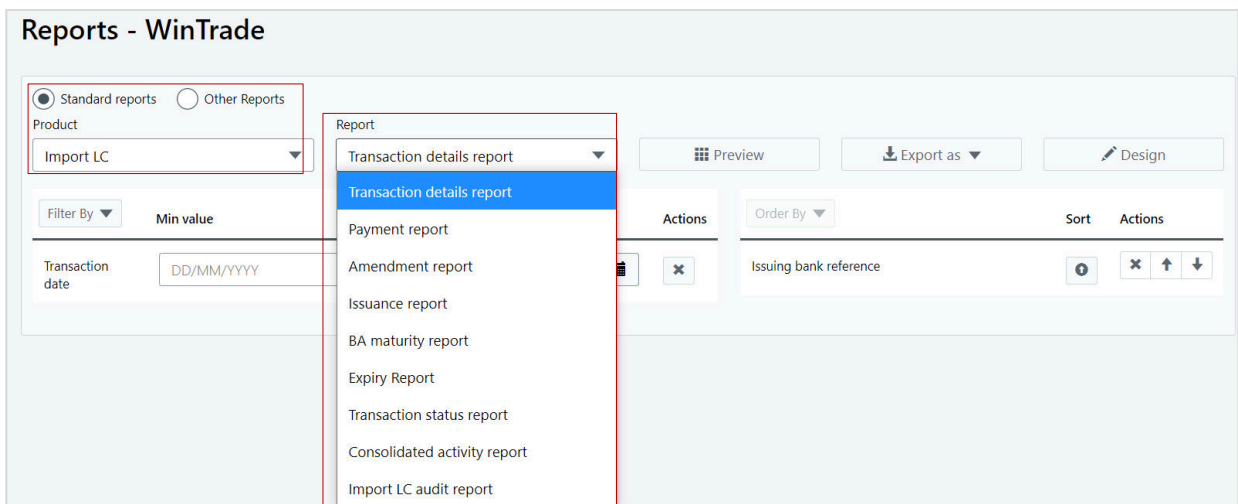 Reports - WinTrade
Standard reports Other Reports
Product Report
Import LC Transaction details report Preview Export as Design
Transaction details report
Payment report
Amendment report
Issuance report
BA maturity report
Expiry Report
Transaction status report
Consolidated activity report
Import LC audit report
Filter By Min value Actions
Transaction
date
DD/MM/YYYY
Order By Sort Actions
Issuing bank reference